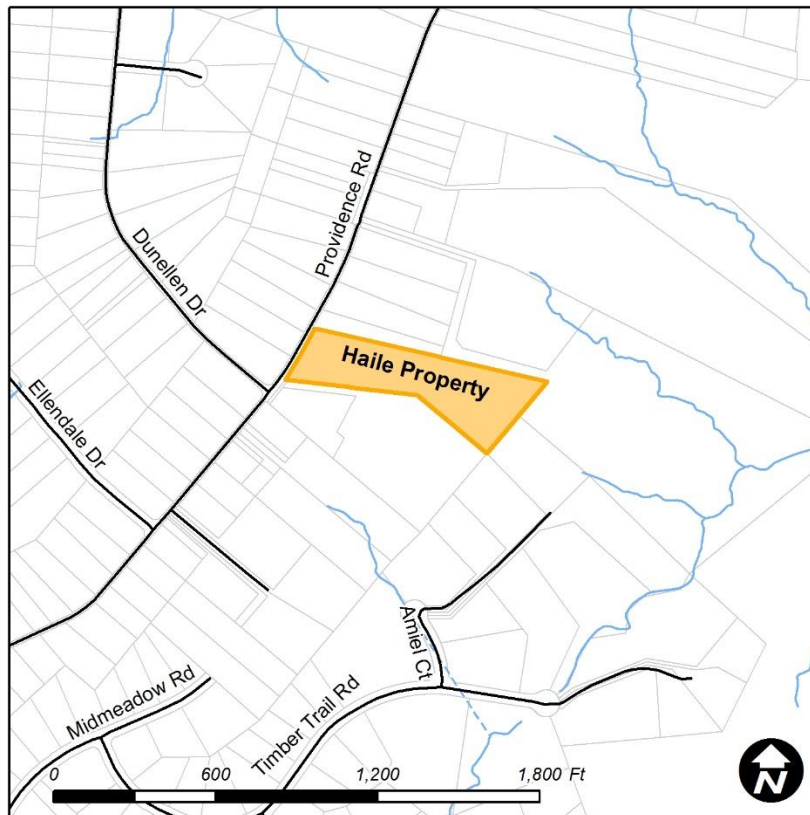 Providence Rd
Dunellen Dr
Haile Property
Ellendale Dr
Amiel Ct
Midmeadow Rd
Timber Trail Rd
0 600 1,200 1,800 Ft
N